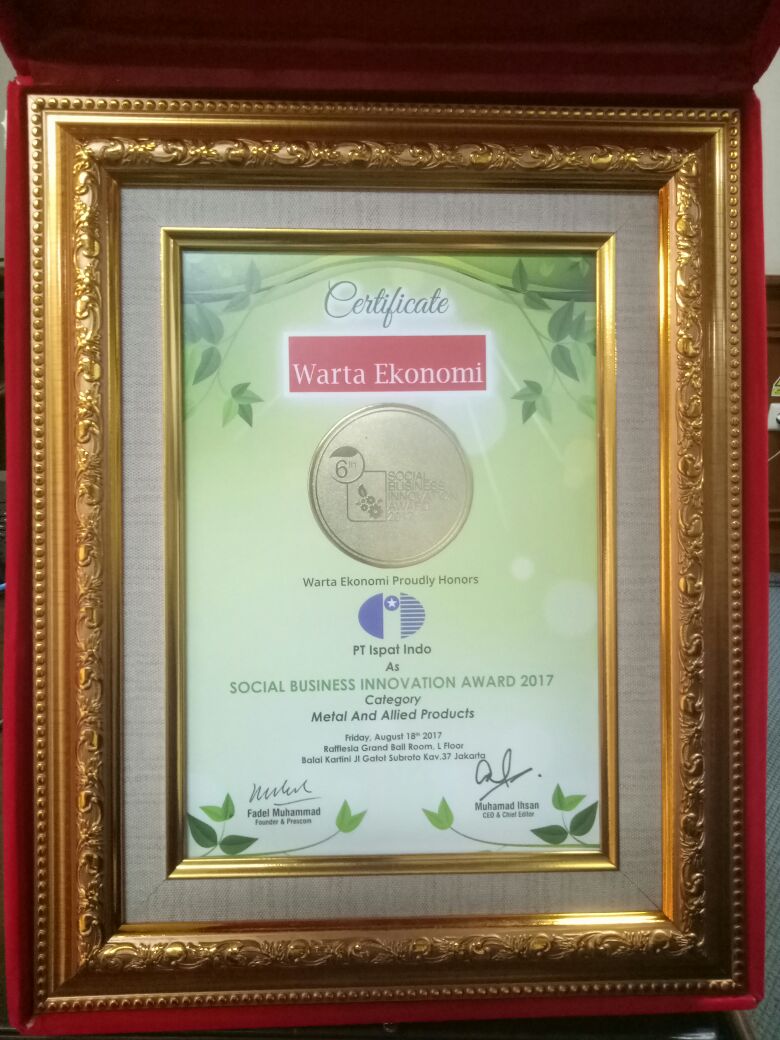 Certificate
Warta Ekonomi
6th
SOCIAL
BUSINESS
INNOVATION
AWARD
Warta Ekonomi Proudly Honors
PT Ispat Indo
As
SOCIAL BUSINESS INNOVATION AWARD 2017
Category
Metal And Allied Products
Friday, August 18th 2017
Rafflesia Grand Ball Room, L Floor
Balai Kartini Jl Gatot Subroto Kav.37 Jakarta
Fadel Muhammad
Founder & Prescom
Muhamad Ihsan
CEO & Chief Editor